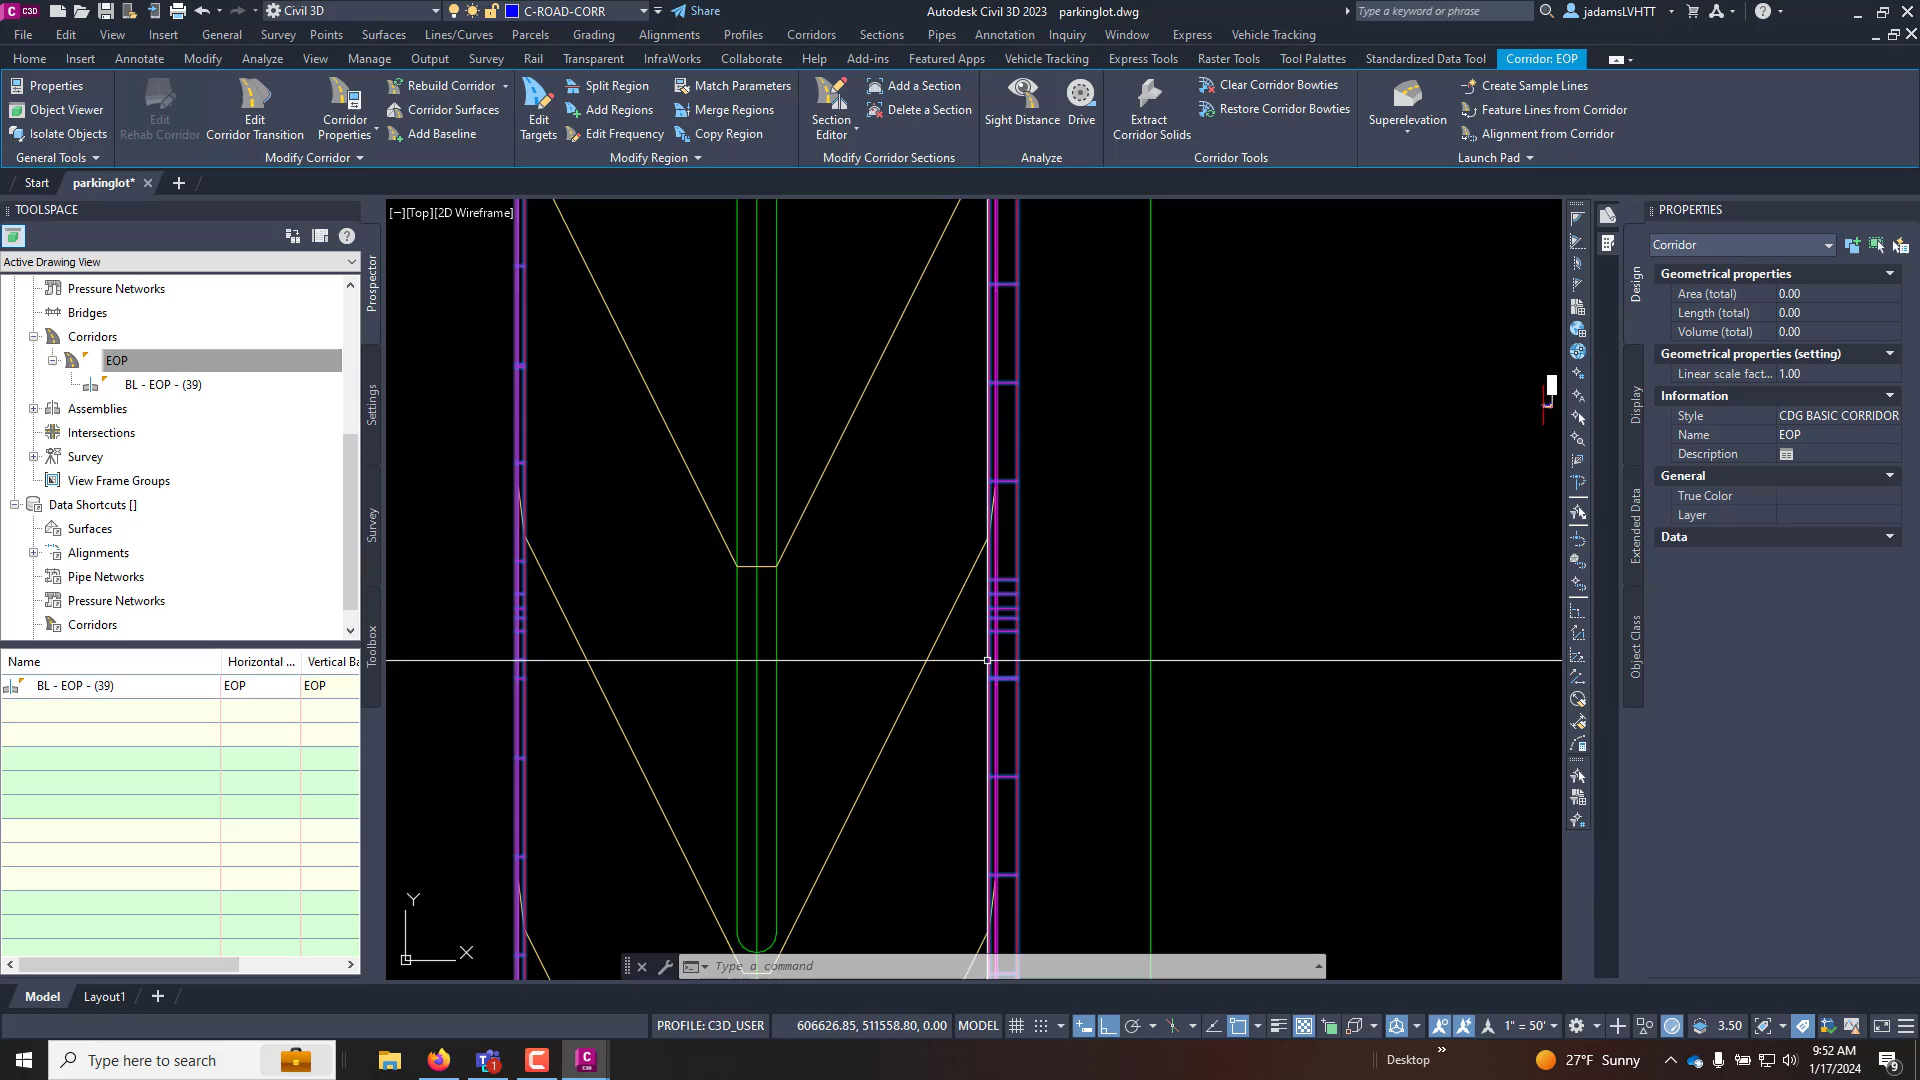 C3D
Civil 3D
C-ROAD-CORR
Share
Autodesk Civil 3D 2023 parkinglot.dwg
Type a keyword or phrase
jadamsLVHTT
File Edit View Insert General Survey Points Surfaces Lines/Curves Parcels Grading Alignments Profiles Corridors Sections Pipes Annotation Inquiry Window Express Vehicle Tracking
Home Insert Annotate Modify Analyze View Manage Output Survey Rail Transparent InfraWorks Collaborate Help Add-ins Featured Apps Vehicle Tracking Express Tools Raster Tools Tool Palettes Standardized Data Tool Corridor: EOP
Properties
Object Viewer
Isolate Objects
General Tools
Edit
Rehab Corridor
Edit
Corridor Transition
Corridor
Properties
Rebuild Corridor
Corridor Surfaces
Add Baseline
Modify Corridor
Edit
Targets
Split Region
Add Regions
Edit Frequency
Match Parameters
Merge Regions
Copy Region
Modify Region
Section
Editor
Add a Section
Delete a Section
Modify Corridor Sections
Sight Distance
Drive
Analyze
Extract
Corridor Solids
Clear Corridor Bowties
Restore Corridor Bowties
Corridor Tools
Superelevation
Create Sample Lines
Feature Lines from Corridor
Alignment from Corridor
Launch Pad
Start
parkinglot*
TOOLSPACE
Active Drawing View
Pressure Networks
Bridges
Corridors
EOP
BL - EOP - (39)
Assemblies
Intersections
Survey
View Frame Groups
Data Shortcuts []
Surfaces
Alignments
Pipe Networks
Pressure Networks
Corridors
Prospector
Settings
Survey
Toolbox
Name Horizontal ... Vertical Ba
BL - EOP - (39) EOP EOP
[−][Top][2D Wireframe]
Y
X
Type a command
PROPERTIES
Corridor
Design
Display
Extended Data
Object Class
Geometrical properties
Area (total) 0.00
Length (total) 0.00
Volume (total) 0.00
Geometrical properties (setting)
Linear scale fact... 1.00
Information
Style CDG BASIC CORRIDOR
Name EOP
Description
General
True Color
Layer
Data
Model
Layout1
PROFILE: C3D_USER
606626.85, 511558.80, 0.00
MODEL
1" = 50'
3.50
Type here to search
1
C3D
Desktop
27°F Sunny
9:52 AM
1/17/2024
9